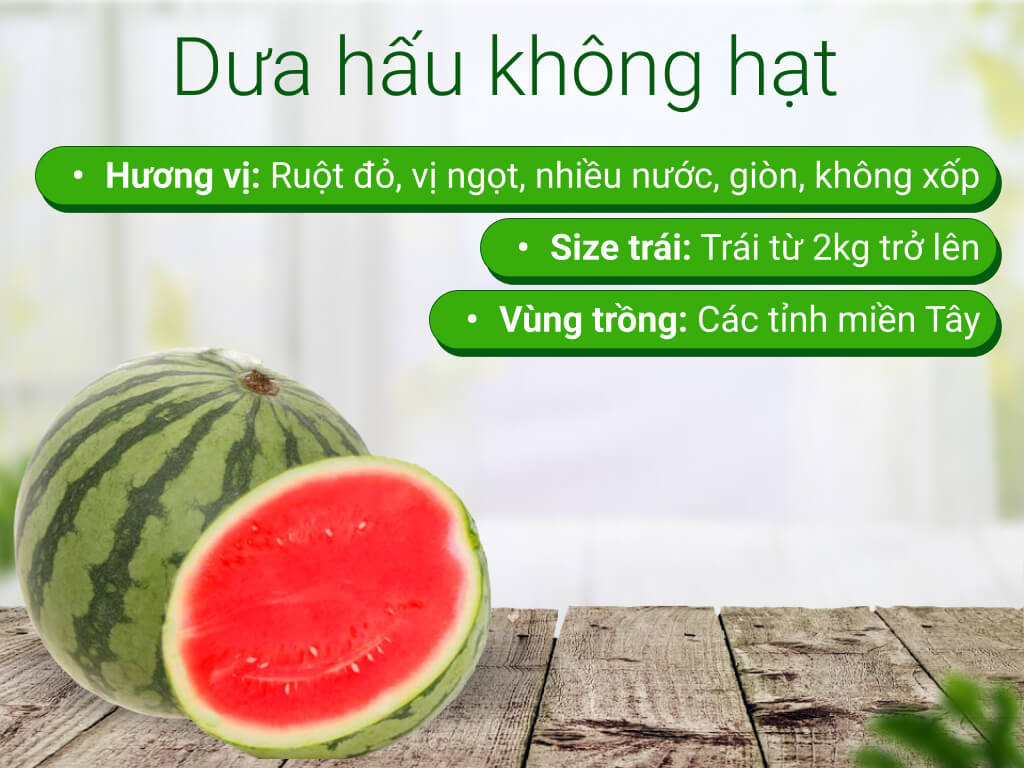 Dưa hấu không hạt
• Hương vị: Ruột đỏ, vị ngọt, nhiều nước, giòn, không xốp
• Size trái: Trái từ 2kg trở lên
• Vùng trồng: Các tỉnh miền Tây